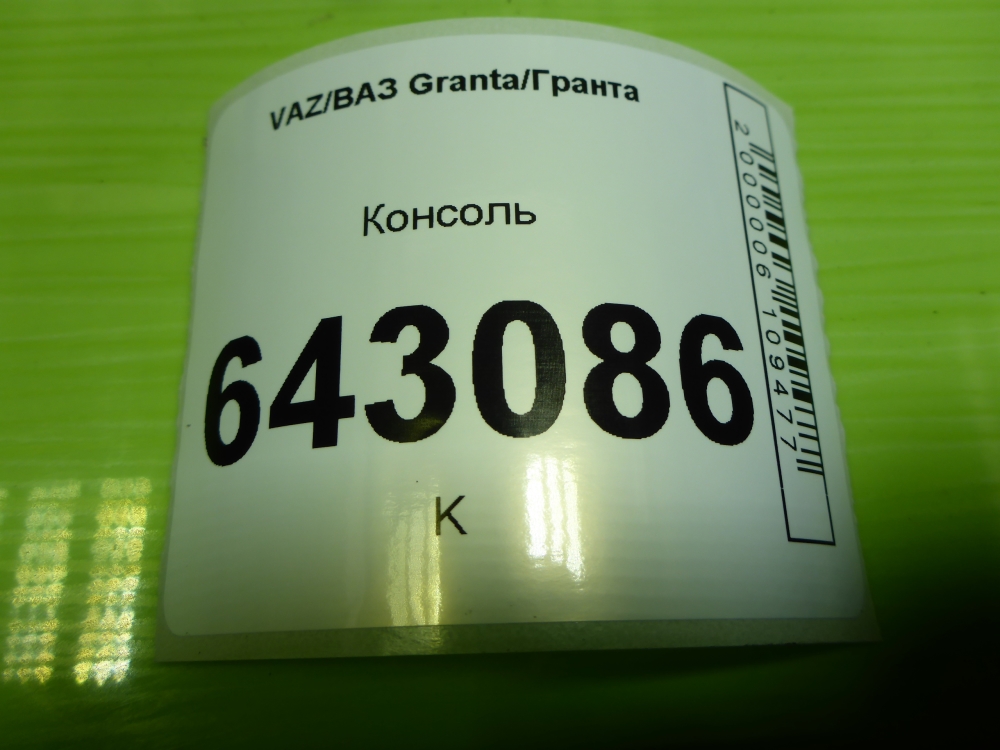 VAZ/ВАЗ Granta/Гранта
Консоль
643086
К
2000006109477